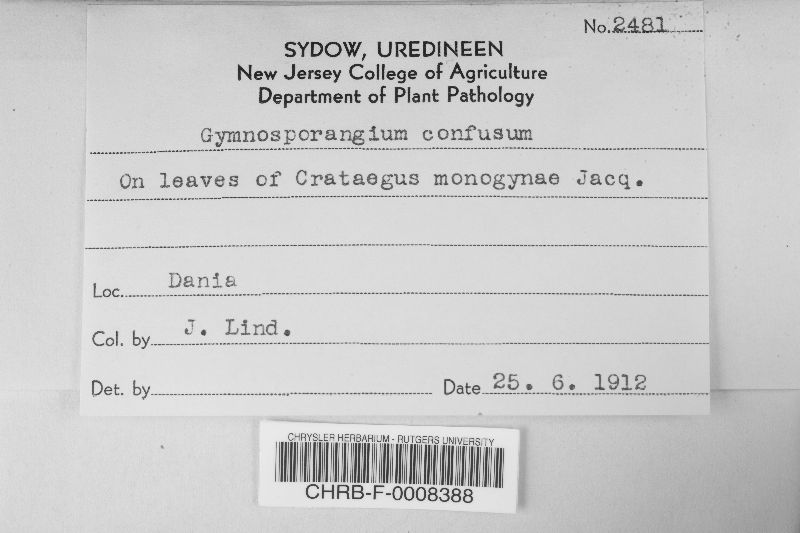 No. 2481
SYDOW, UREDINEEN
New Jersey College of Agriculture
Department of Plant Pathology
Gymnosporangium confusum
On leaves of Crataegus monogynae Jacq.
Loc. Dania
Col. by J. Lind.
Det. by Date 25. 6. 1912
CHRYSLER HERBARIUM - RUTGERS UNIVERSITY
CHRB-F-0008388